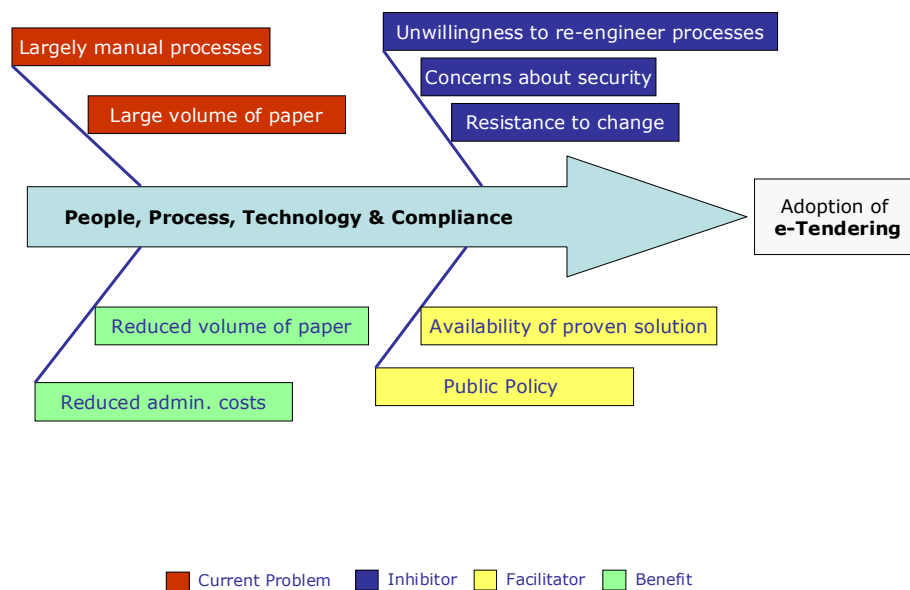 Largely manual processes
Large volume of paper
Unwillingness to re-engineer processes
Concerns about security
Resistance to change
People, Process, Technology & Compliance
Adoption of
e-Tendering
Reduced volume of paper
Reduced admin. costs
Availability of proven solution
Public Policy
Current Problem
Inhibitor
Facilitator
Benefit